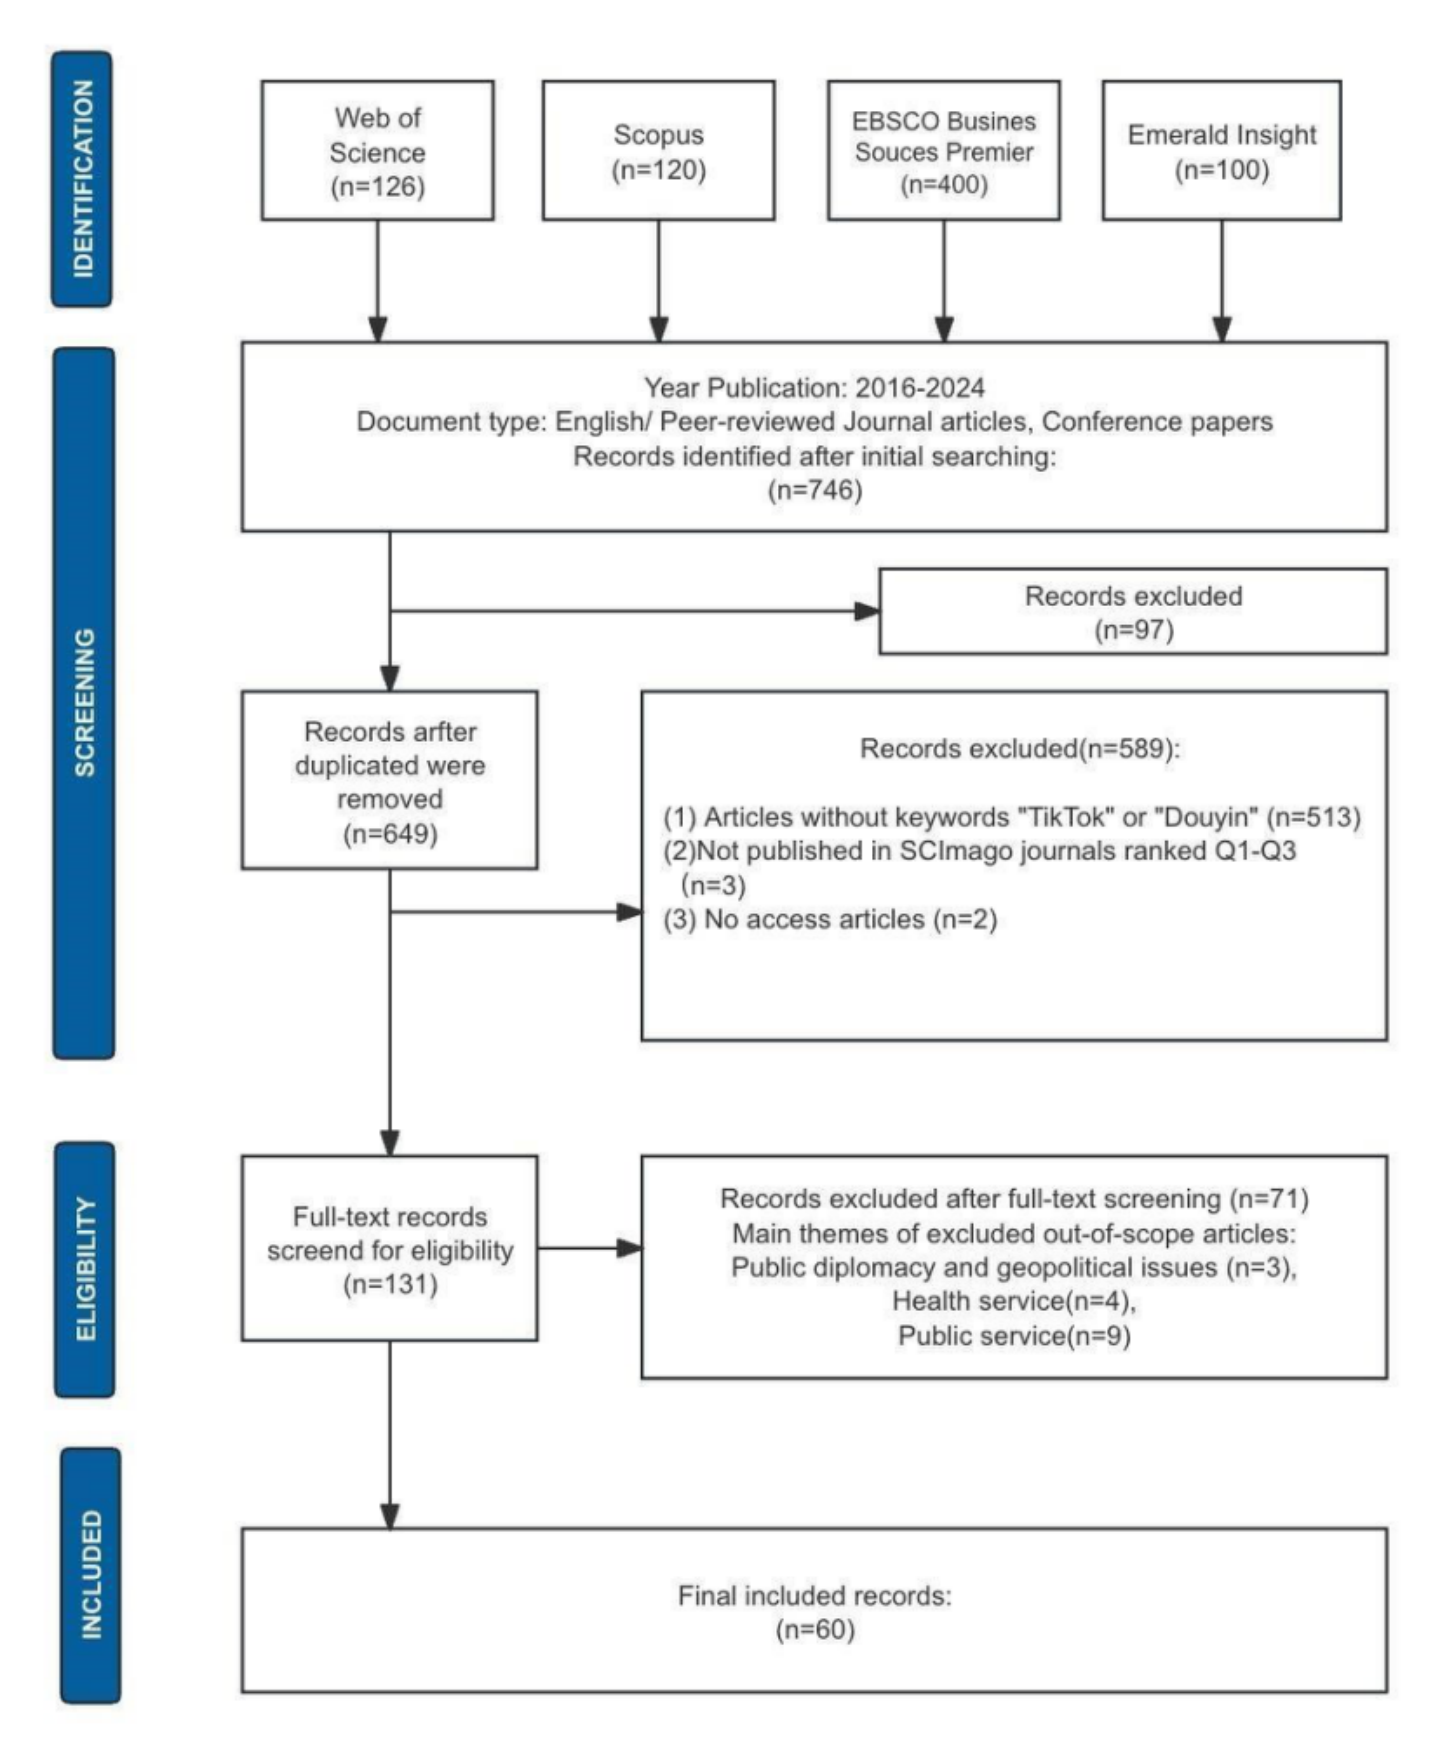 IDENTIFICATION
Web of
Science
(n=126)
Scopus
(n=120)
EBSCO Busines
Souces Premier
(n=400)
Emerald Insight
(n=100)
SCREENING
Year Publication: 2016-2024
Document type: English/ Peer-reviewed Journal articles, Conference papers
Records identified after initial searching:
(n=746)
Records excluded
(n=97)
Records arfter
duplicated were
removed
(n=649)
Records excluded(n=589):
(1) Articles without keywords "TikTok" or "Douyin" (n=513)
(2)Not published in SCImago journals ranked Q1-Q3
(n=3)
(3) No access articles (n=2)
ELIGIBILITY
Full-text records
screend for eligibility
(n=131)
Records excluded after full-text screening (n=71)
Main themes of excluded out-of-scope articles:
Public diplomacy and geopolitical issues (n=3),
Health service(n=4),
Public service(n=9)
INCLUDED
Final included records:
(n=60)